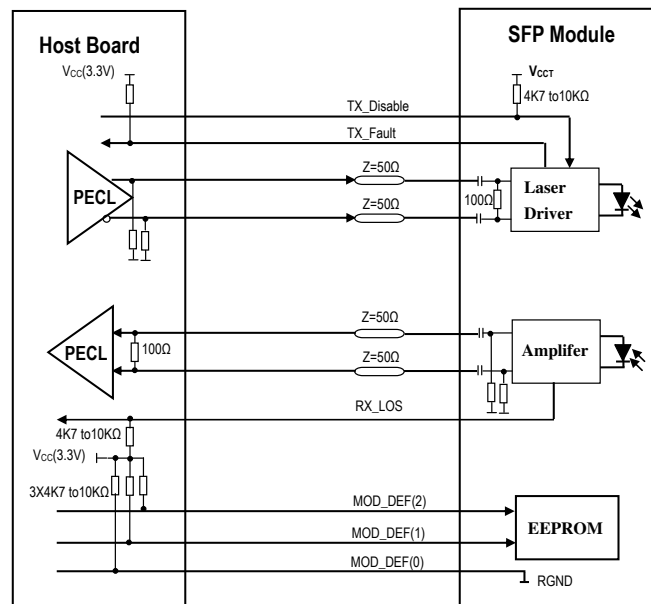 Host Board
SFP Module
VCC(3.3V)
VCCT
4K7 to10KΩ
TX_Disable
TX_Fault
PECL
Z=50Ω
Z=50Ω
100Ω
Laser
Driver
PECL
100Ω
Z=50Ω
Z=50Ω
Amplifer
RX_LOS
4K7 to10KΩ
VCC(3.3V)
3X4K7 to10KΩ
MOD_DEF(2)
MOD_DEF(1)
EEPROM
MOD_DEF(0)
RGND